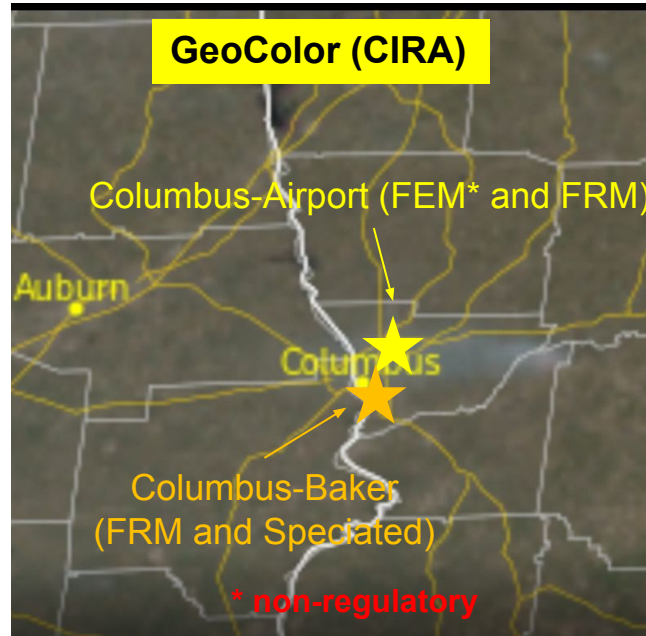 GeoColor (CIRA)
Columbus-Airport (FEM* and FRM)
Auburn
Columbus
Columbus-Baker
(FRM and Speciated)
* non-regulatory